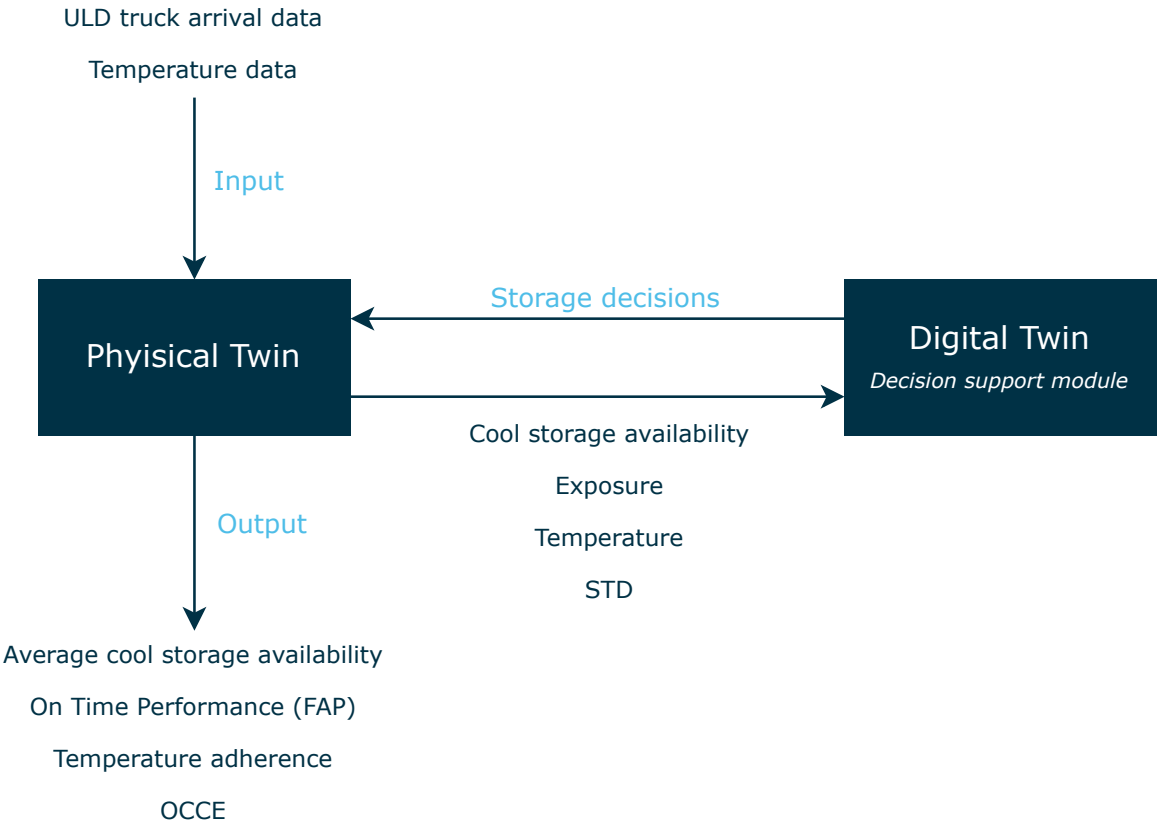 ULD truck arrival data
Temperature data
Input
Storage decisions
Phyisical Twin
Digital Twin
Decision support module
Cool storage availability
Exposure
Temperature
STD
Output
Average cool storage availability
On Time Performance (FAP)
Temperature adherence
OCCE